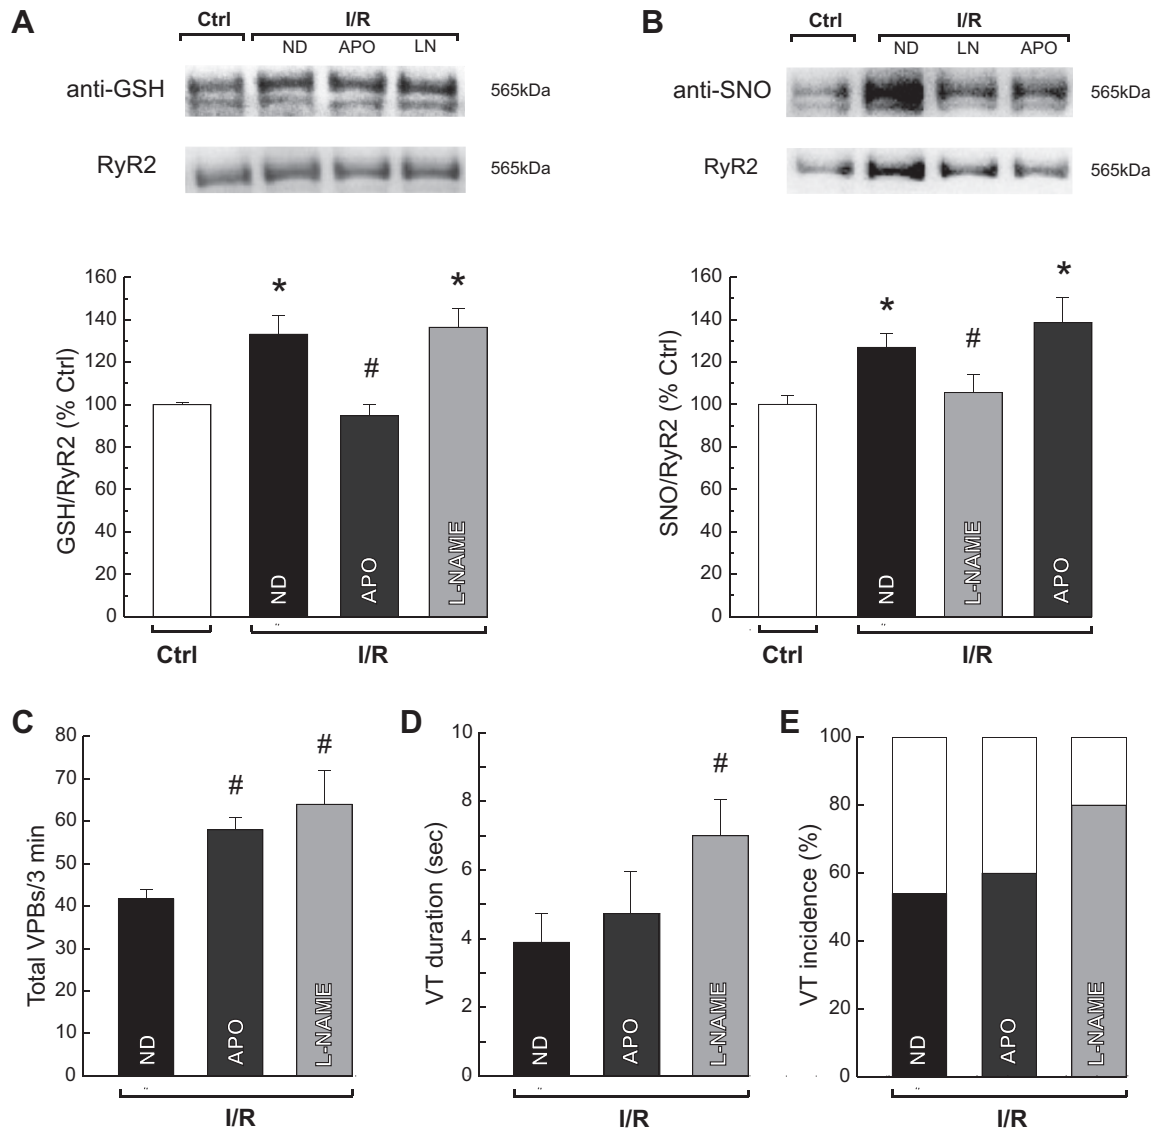 A
Ctrl I/R
ND APO LN
anti-GSH 565kDa
RyR2 565kDa
GSH/RyR2 (% Ctrl)
160
140
120
100
80
60
40
20
0
* # *
ND APO L-NAME
Ctrl I/R
B
Ctrl I/R
ND LN APO
anti-SNO 565kDa
RyR2 565kDa
SNO/RyR2 (% Ctrl)
160
140
120
100
80
60
40
20
0
* # *
ND L-NAME APO
Ctrl I/R
C
Total VPBs/3 min
80
70
60
50
40
30
20
10
0
# #
ND APO L-NAME
I/R
D
VT duration (sec)
10
8
6
4
2
0
#
ND APO L-NAME
I/R
E
VT incidence (%)
100
80
60
40
20
0
ND APO L-NAME
I/R